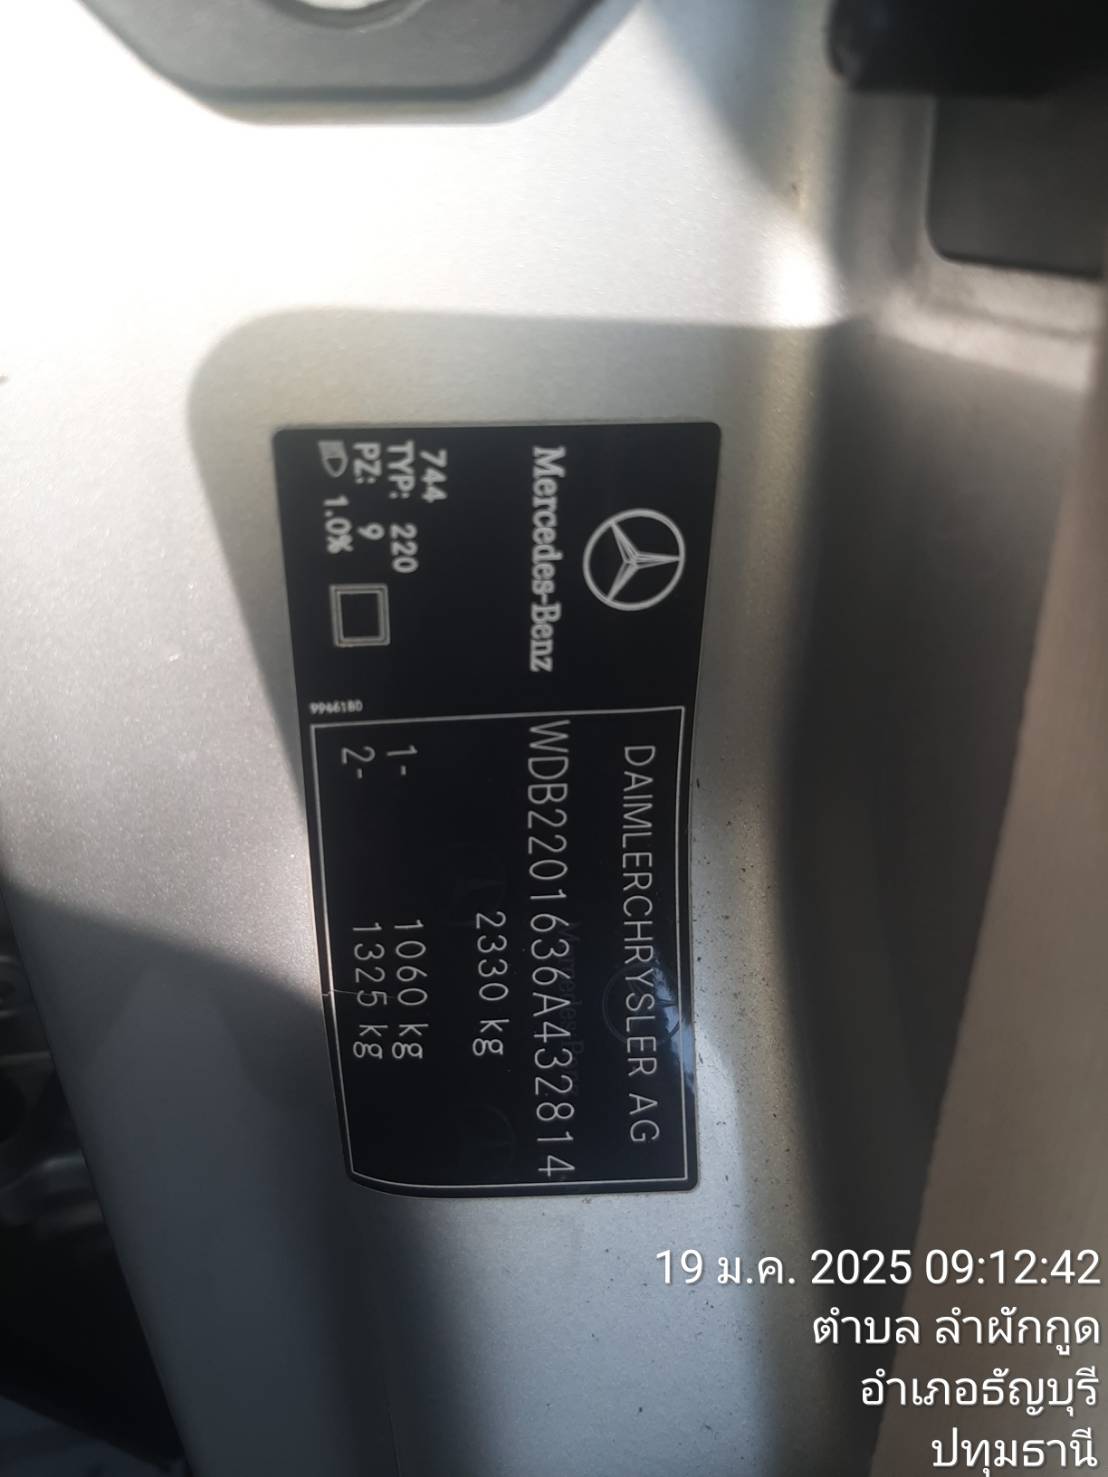 Mercedes-Benz
744
TYP: 220
PZ: 9
1.0%
9946180
DAIMLERCHRYSLER AG
WDB2201636A432814
2330 kg
1- 1060 kg
2- 1325 kg
19 ม.ค. 2025 09:12:42
ตำบล ลำผักกูด
อำเภอธัญบุรี
ปทุมธานี